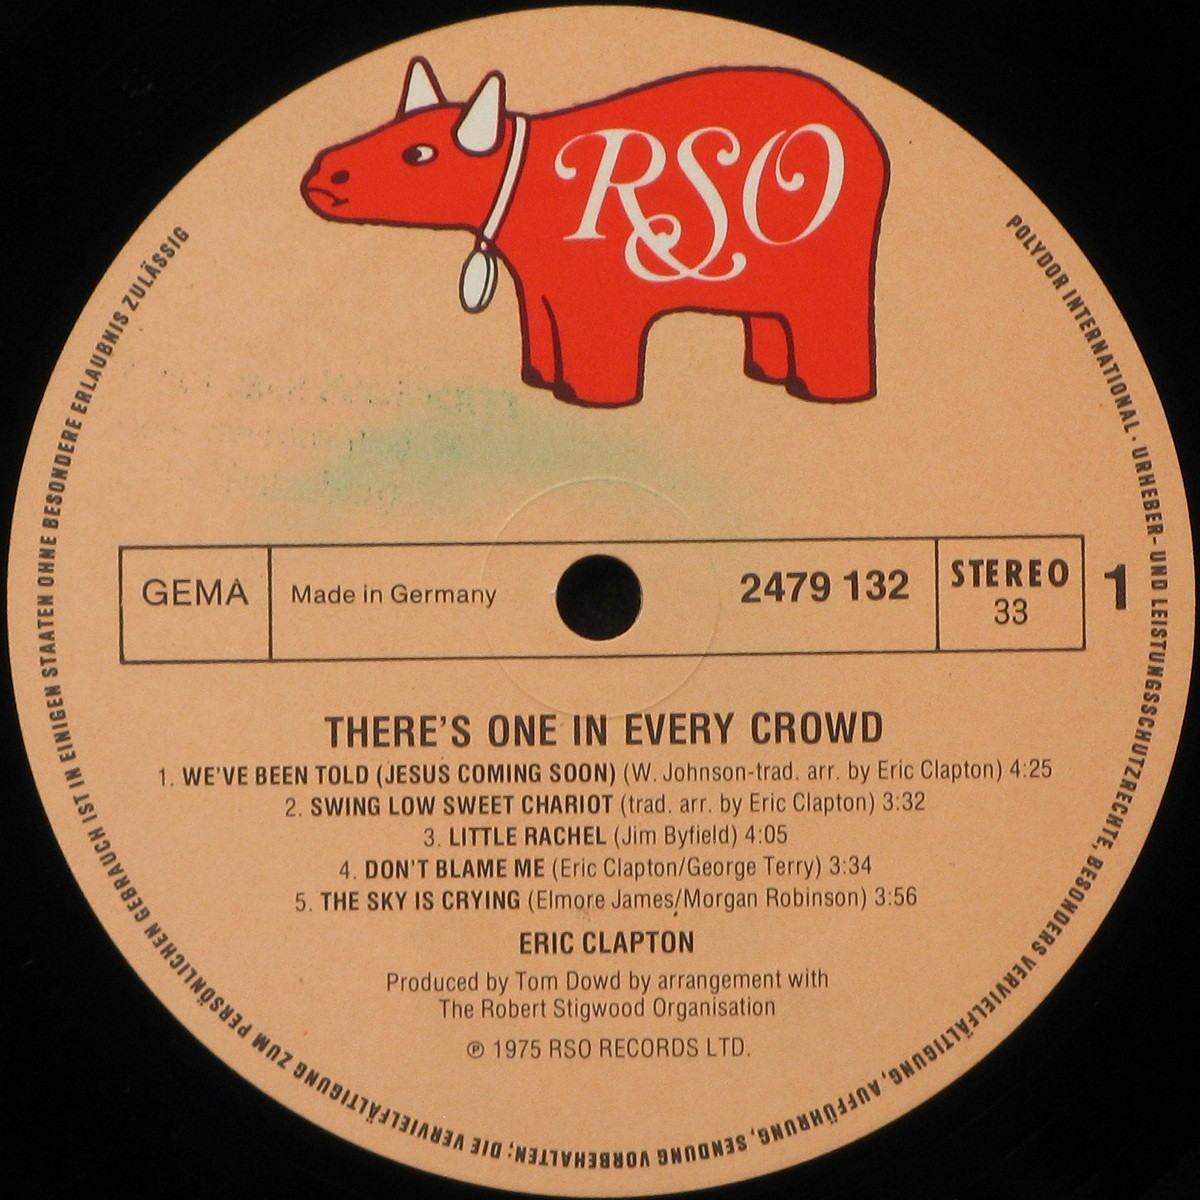 RSO
POLYDOR INTERNATIONAL · URHEBER- UND LEISTUNGSSCHUTZRECHTE, BESONDERS VERVIELFÄLTIGUNG, AUFFÜHRUNG, SENDUNG VORBEHALTEN; DIE VERVIELFÄLTIGUNG ZUM PERSÖNLICHEN GEBRAUCH IST IN EINIGEN STAATEN OHNE BESONDERE ERLAUBNIS ZULÄSSIG
GEMA
Made in Germany
2479 132
STEREO
33
1
THERE'S ONE IN EVERY CROWD
1. WE'VE BEEN TOLD (JESUS COMING SOON) (W. Johnson-trad. arr. by Eric Clapton) 4:25
2. SWING LOW SWEET CHARIOT (trad. arr. by Eric Clapton) 3:32
3. LITTLE RACHEL (Jim Byfield) 4:05
4. DON'T BLAME ME (Eric Clapton/George Terry) 3:34
5. THE SKY IS CRYING (Elmore James/Morgan Robinson) 3:56
ERIC CLAPTON
Produced by Tom Dowd by arrangement with
The Robert Stigwood Organisation
℗ 1975 RSO RECORDS LTD.